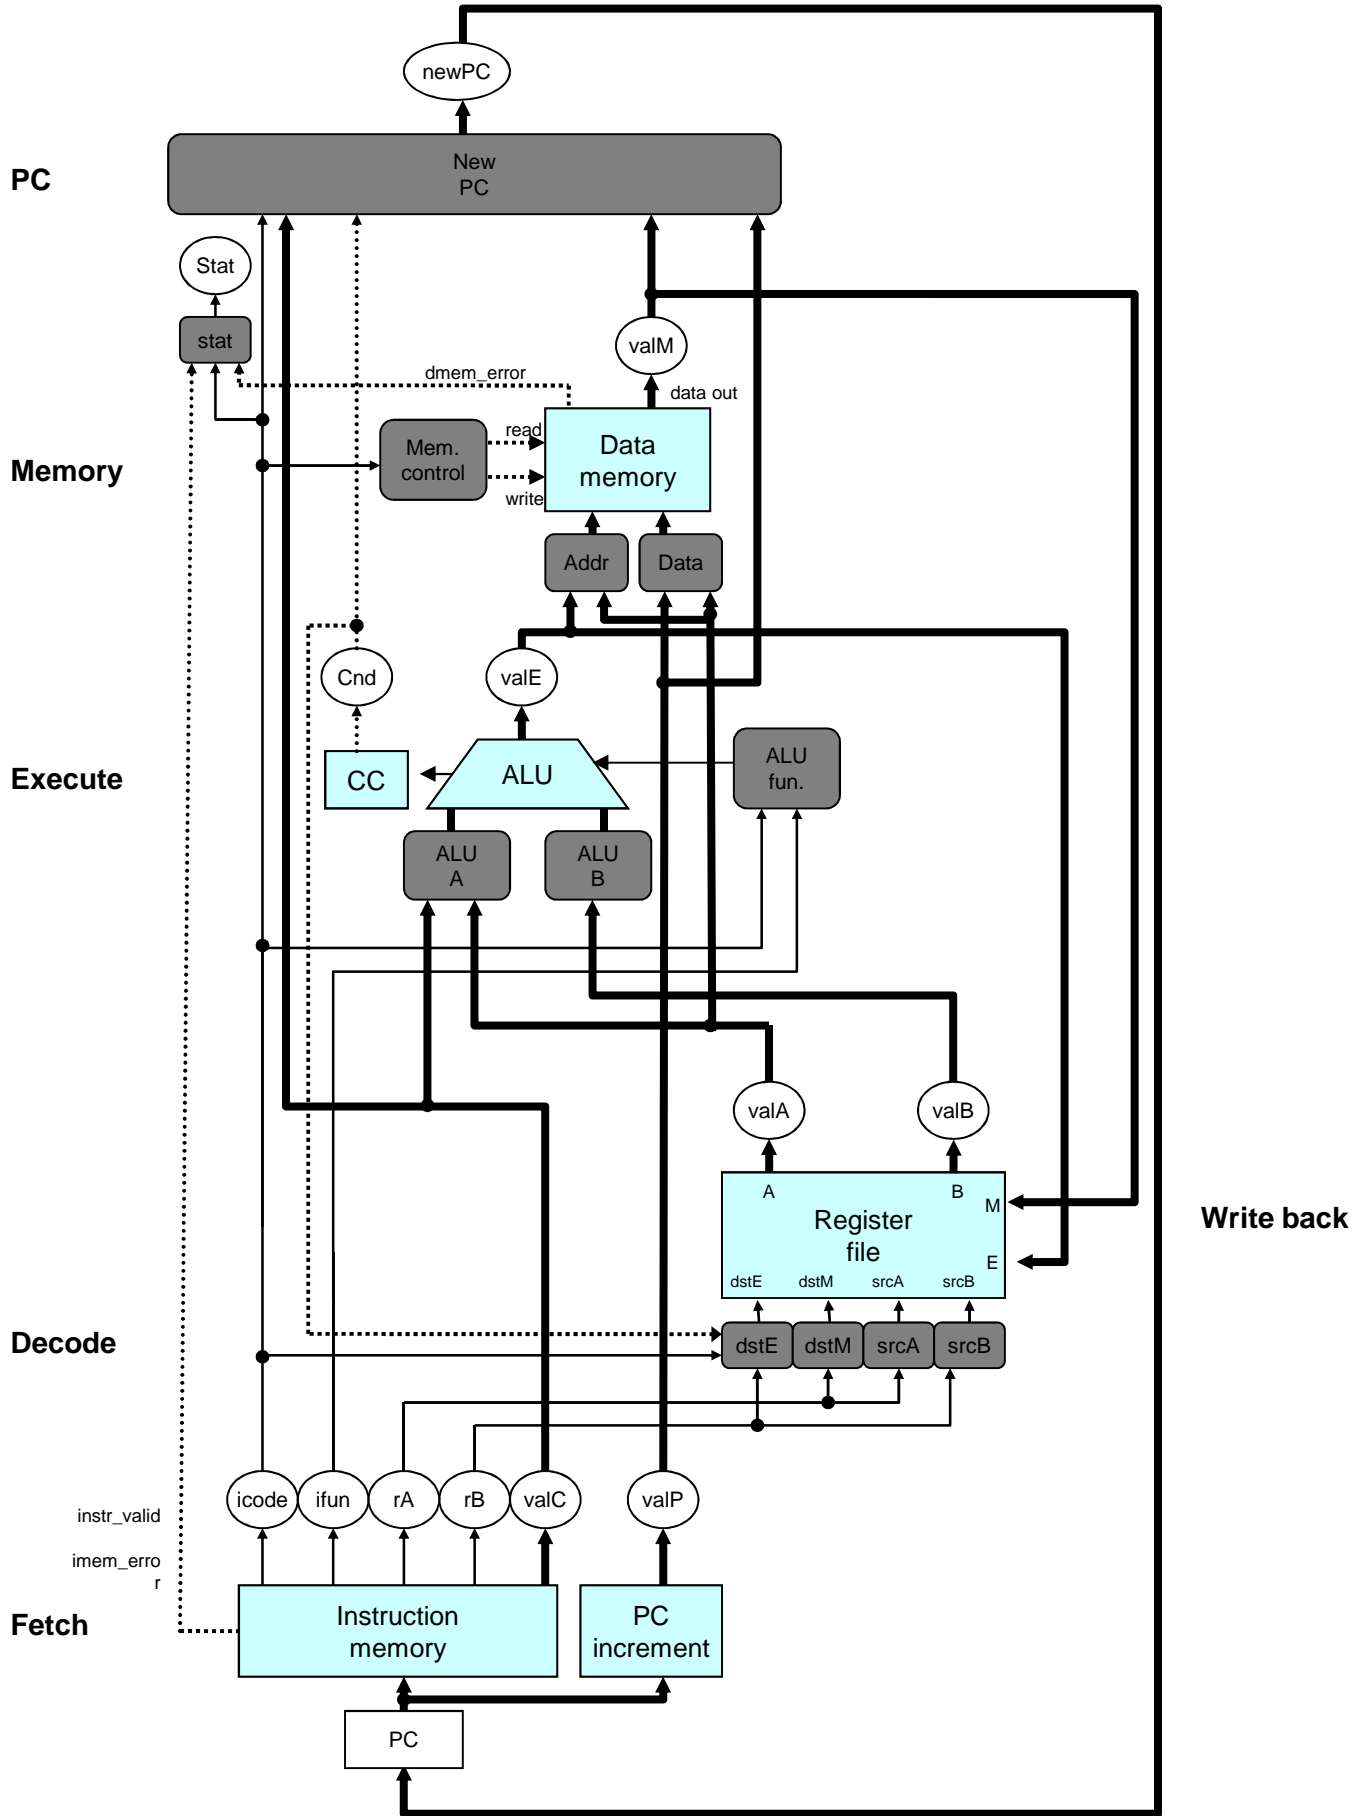 newPC
New
PC
PC
Stat
stat
valM
dmem_error
data out
read
Mem.
control
Data
memory
Memory
write
Addr
Data
Cnd
valE
ALU
fun.
CC
ALU
Execute
ALU
A
ALU
B
valA
valB
A
B
M
Register
file
Write back
E
dstE
dstM
srcA
srcB
Decode
dstE
dstM
srcA
srcB
icode
ifun
rA
rB
valC
valP
instr_valid
imem_erro
r
Instruction
memory
PC
increment
Fetch
PC